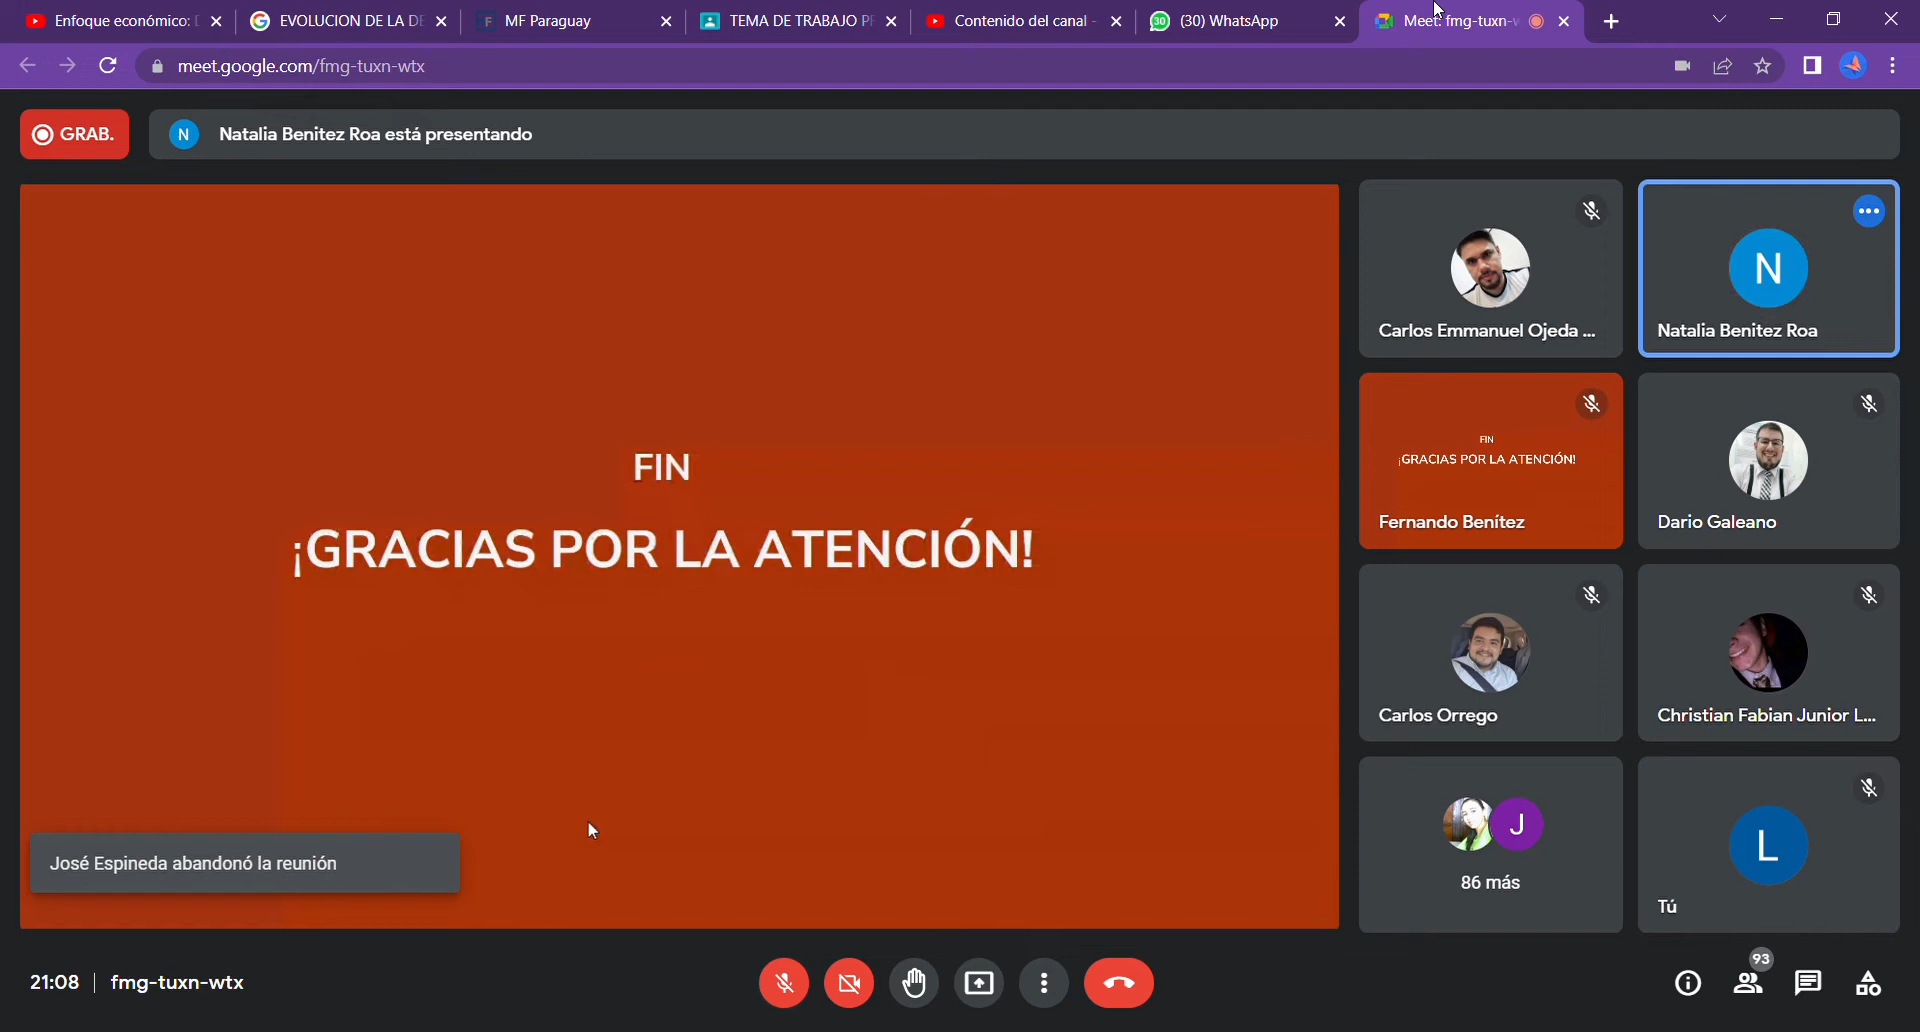 Enfoque económico:
EVOLUCION DE LA DE
MF Paraguay
TEMA DE TRABAJO PR
Contenido del canal -
30
(30) WhatsApp
Meet: fmg-tuxn-w
meet.google.com/fmg-tuxn-wtx
GRAB.
N
Natalia Benitez Roa está presentando
FIN
¡GRACIAS POR LA ATENCIÓN!
José Espineda abandonó la reunión
Carlos Emmanuel Ojeda ...
N
Natalia Benitez Roa
FIN
¡GRACIAS POR LA ATENCIÓN!
Fernando Benítez
Dario Galeano
Carlos Orrego
Christian Fabian Junior L...
J
86 más
L
Tú
21:08
fmg-tuxn-wtx
93